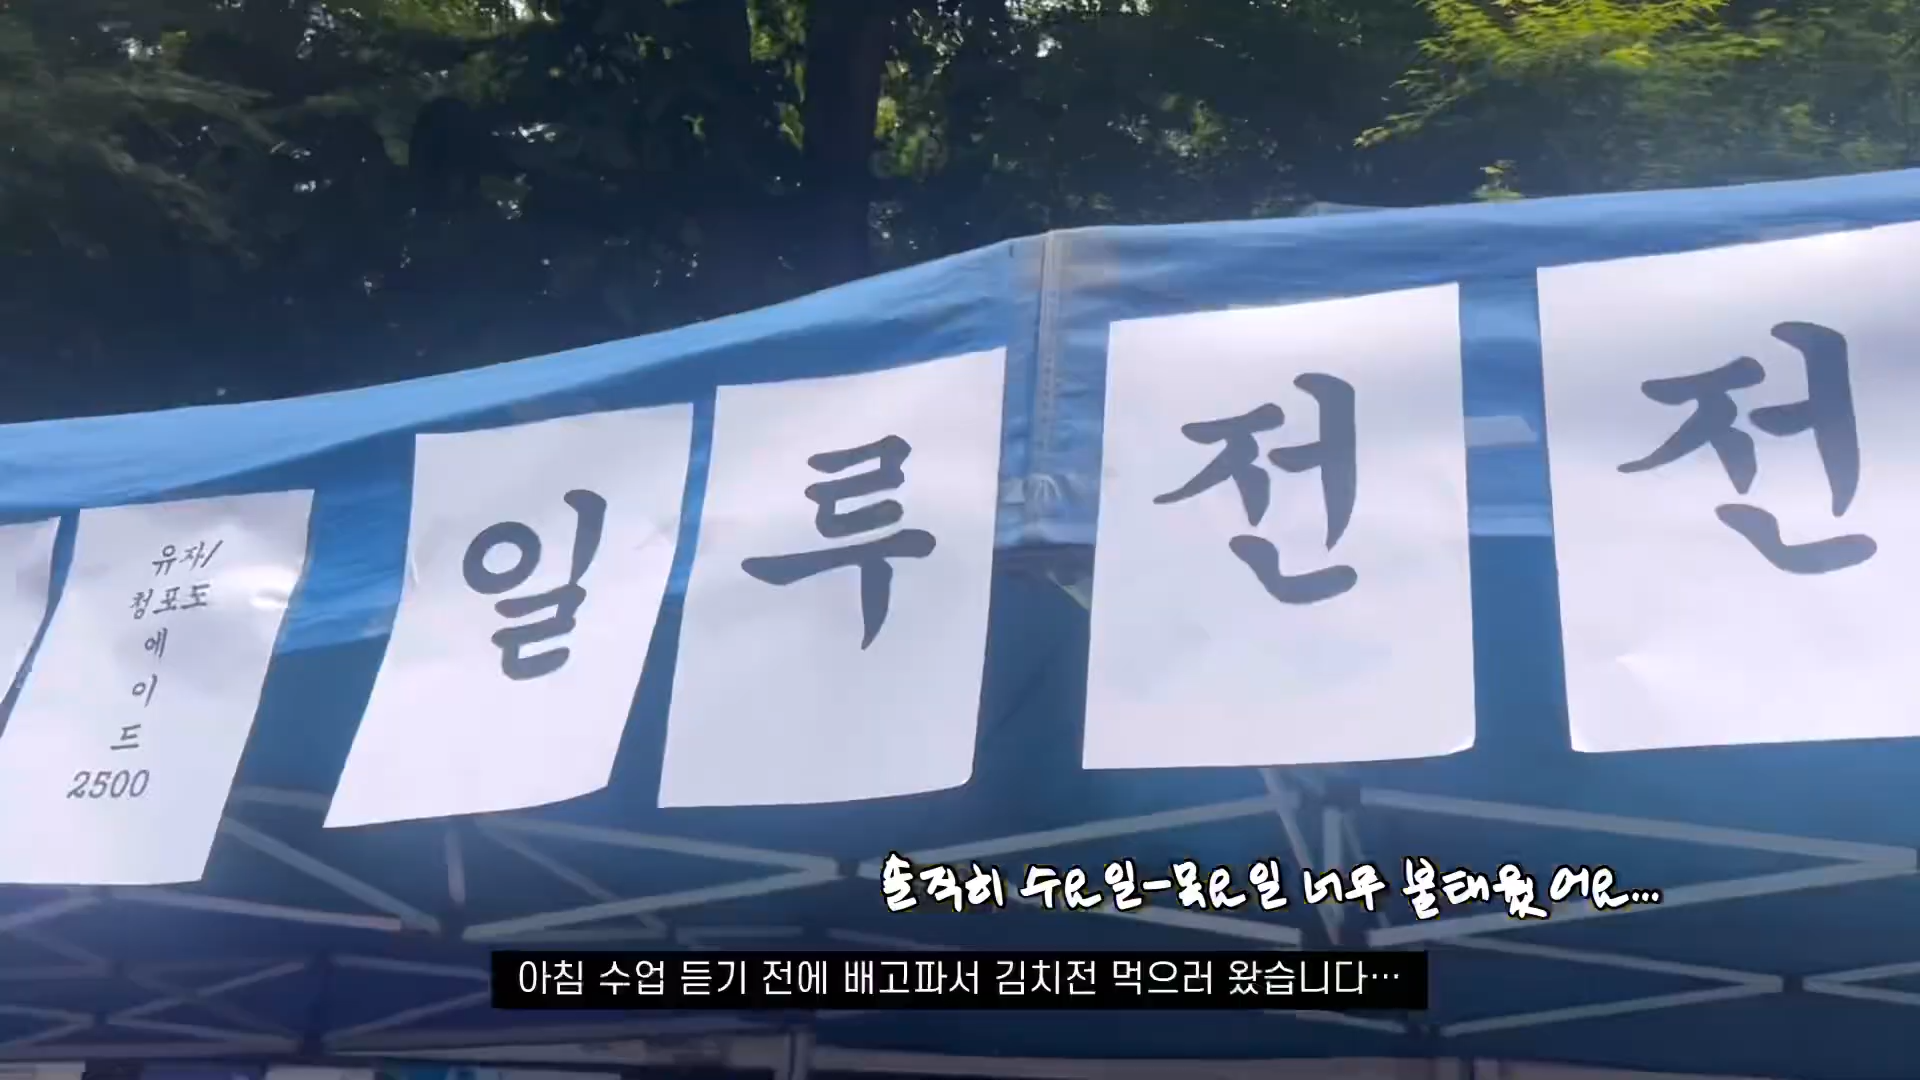 유자/
청포도
에
이
드
2500
일
루
전
전
솔직히 수요일-목요일 너무 불태웠어요...
아침 수업 듣기 전에 배고파서 김치전 먹으러 왔습니다…